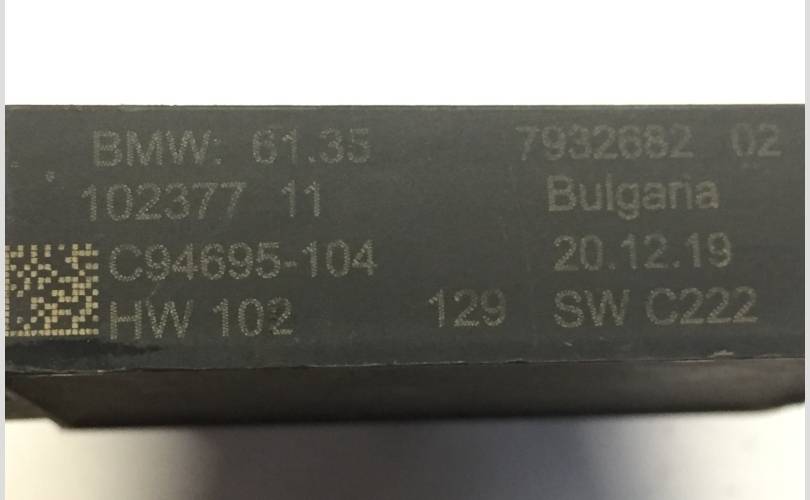 BMW: 61.35 7932682 02
102377 11 Bulgaria
C94695-104 20.12.19
HW 102 129 SW C222